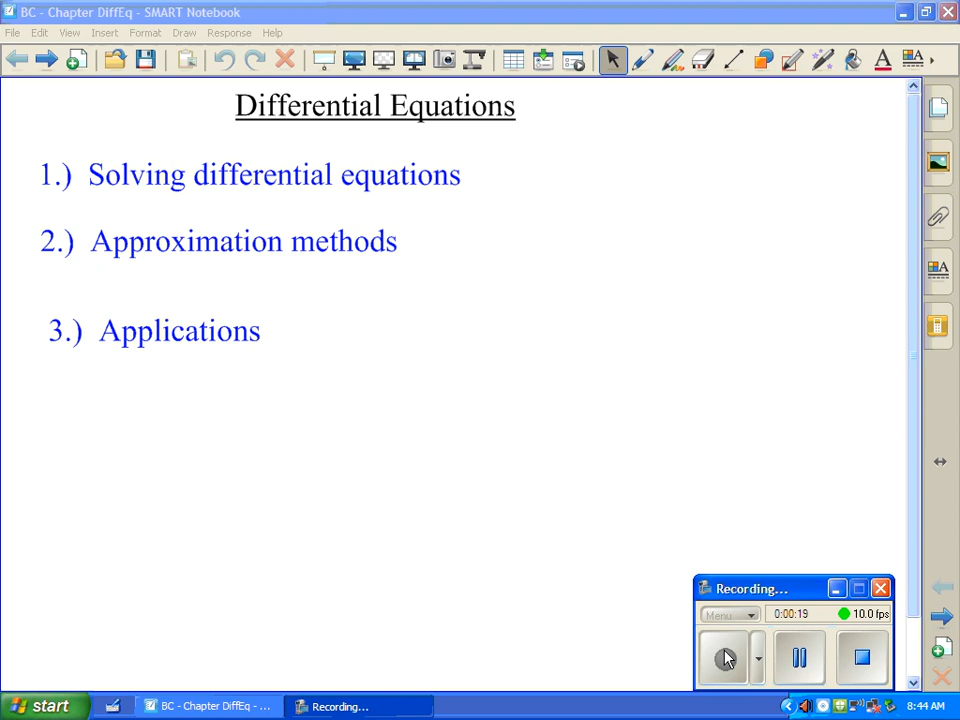 BC - Chapter DiffEq - SMART Notebook
File Edit View Insert Format Draw Response Help
Differential Equations
1.) Solving differential equations
2.) Approximation methods
3.) Applications
Recording...
Menu 0:00:19 10.0 fps
start BC - Chapter DiffEq - ... Recording... 8:44 AM